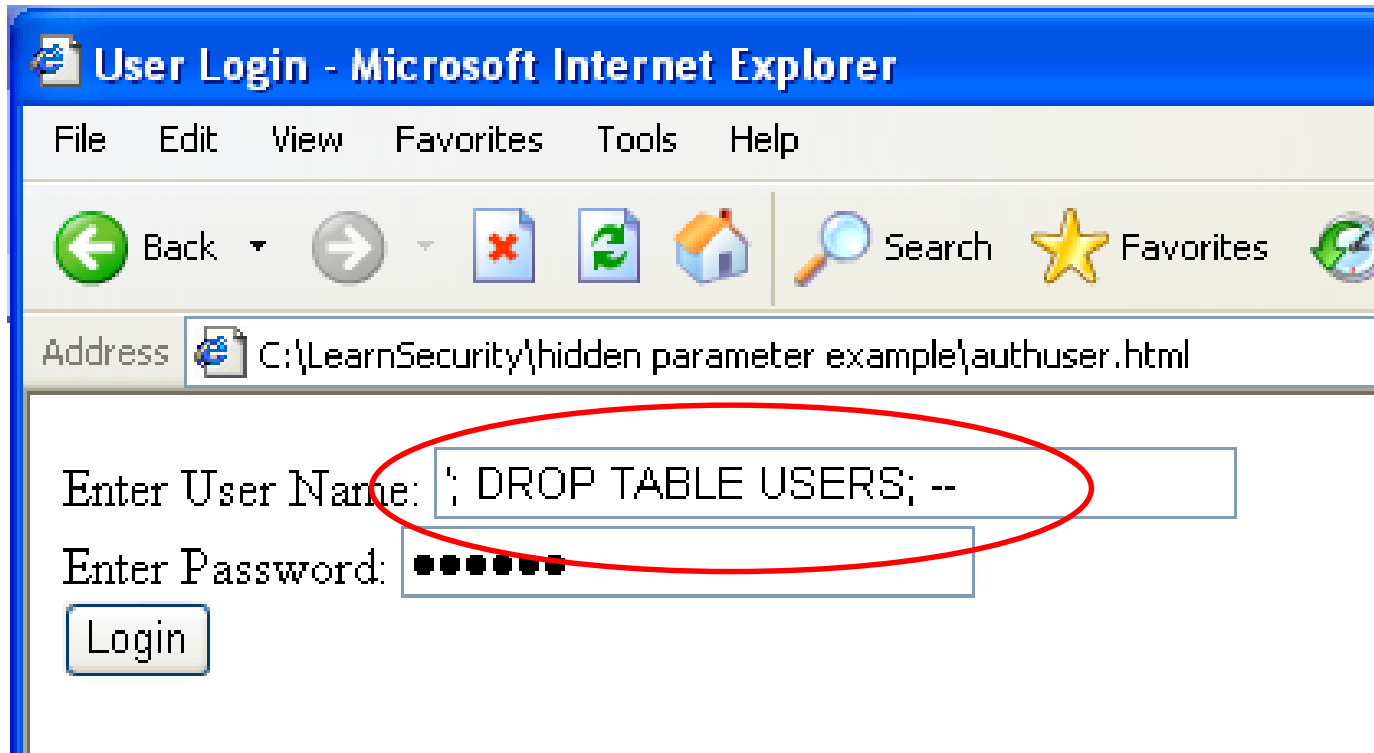 User Login - Microsoft Internet Explorer
File Edit View Favorites Tools Help
Back Search Favorites
Address C:\LearnSecurity\hidden parameter example\authuser.html
Enter User Name: '; DROP TABLE USERS; --
Enter Password: ●●●●●●
Login